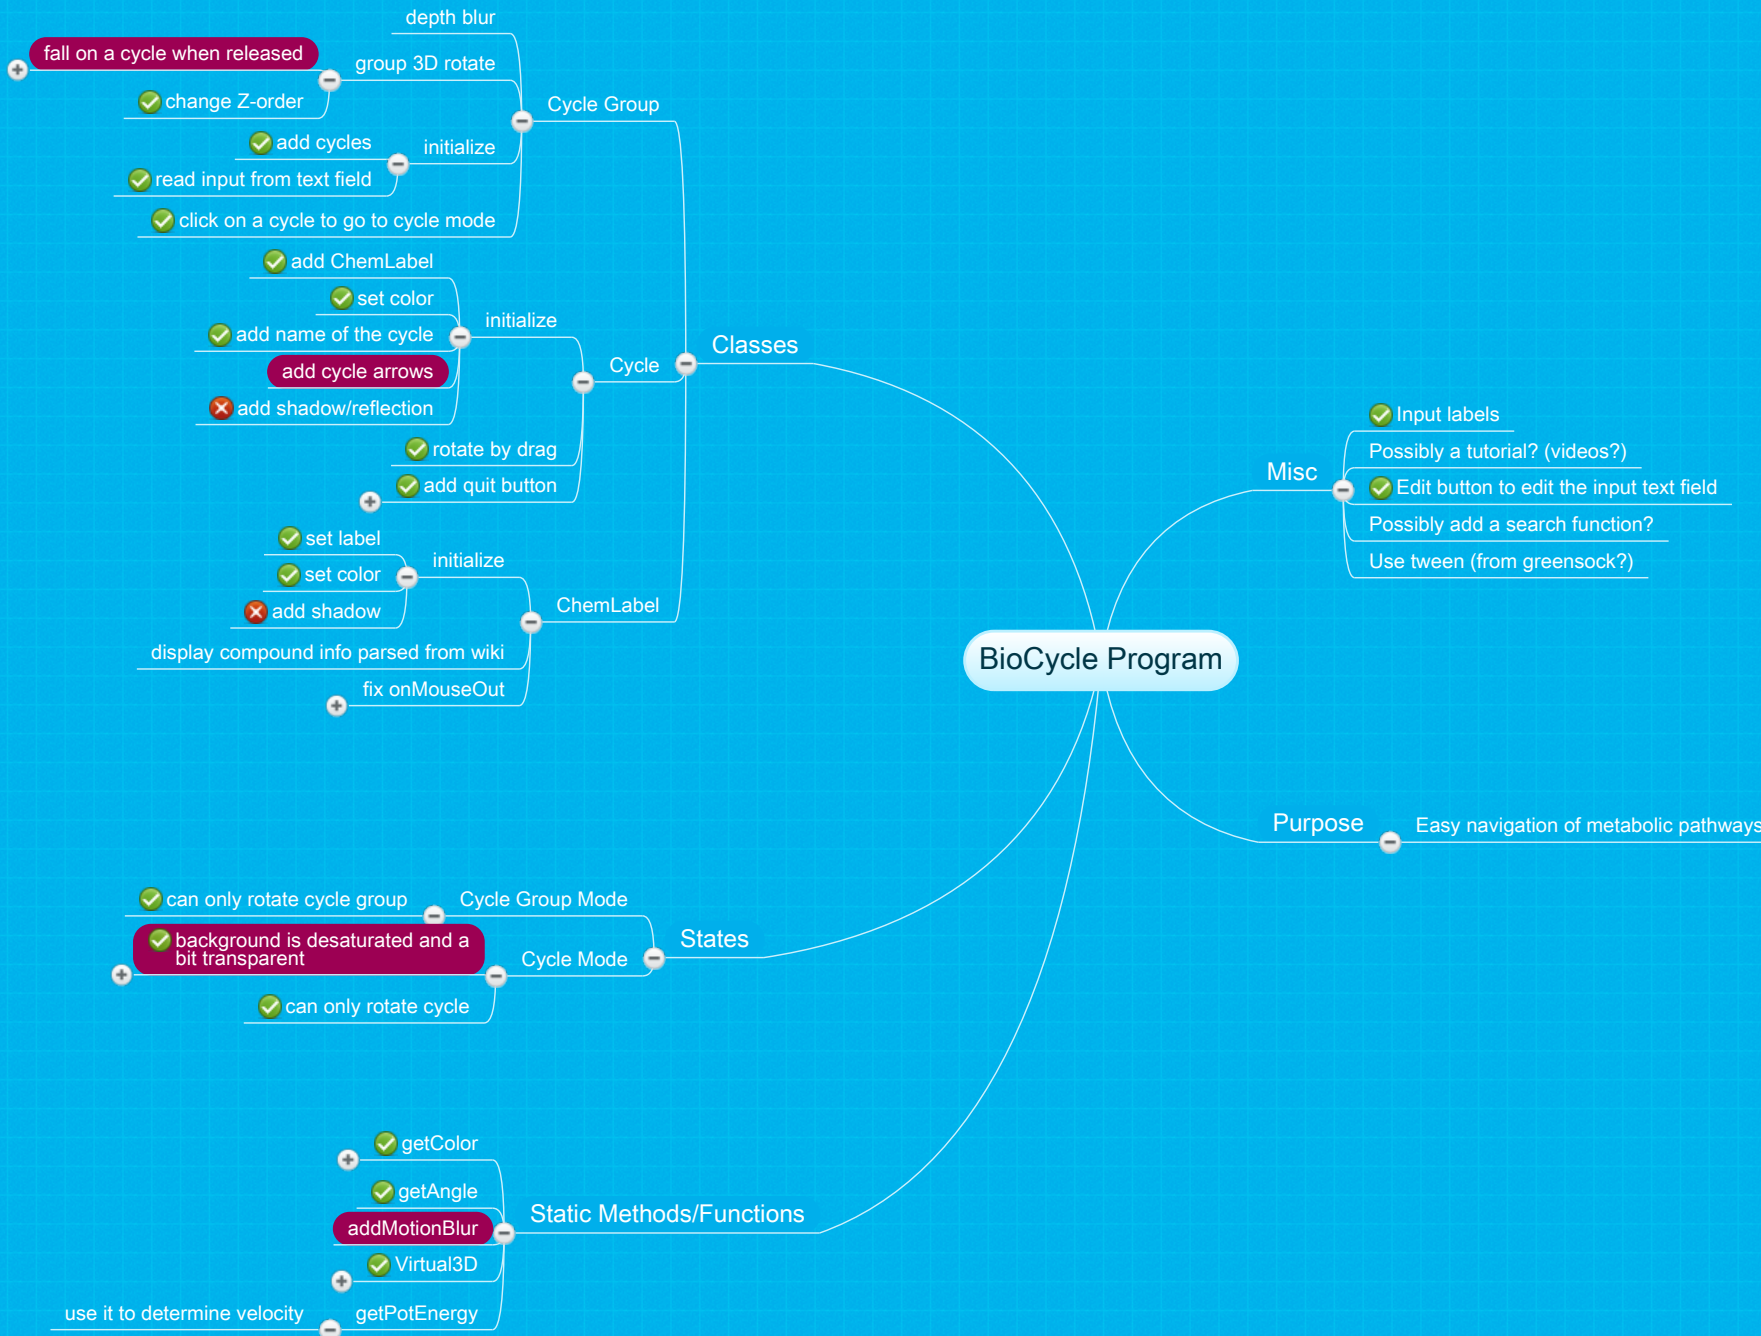 depth blur
fall on a cycle when released
group 3D rotate
change Z-order
Cycle Group
add cycles
initialize
read input from text field
click on a cycle to go to cycle mode
add ChemLabel
set color
initialize
add name of the cycle
add cycle arrows
add shadow/reflection
Cycle
Classes
rotate by drag
add quit button
set label
initialize
set color
add shadow
ChemLabel
display compound info parsed from wiki
fix onMouseOut
Input labels
Possibly a tutorial? (videos?)
Misc
Edit button to edit the input text field
Possibly add a search function?
Use tween (from greensock?)
BioCycle Program
Purpose
Easy navigation of metabolic pathways
can only rotate cycle group
Cycle Group Mode
background is desaturated and a
bit transparent
Cycle Mode
States
can only rotate cycle
getColor
getAngle
addMotionBlur
Static Methods/Functions
Virtual3D
use it to determine velocity
getPotEnergy